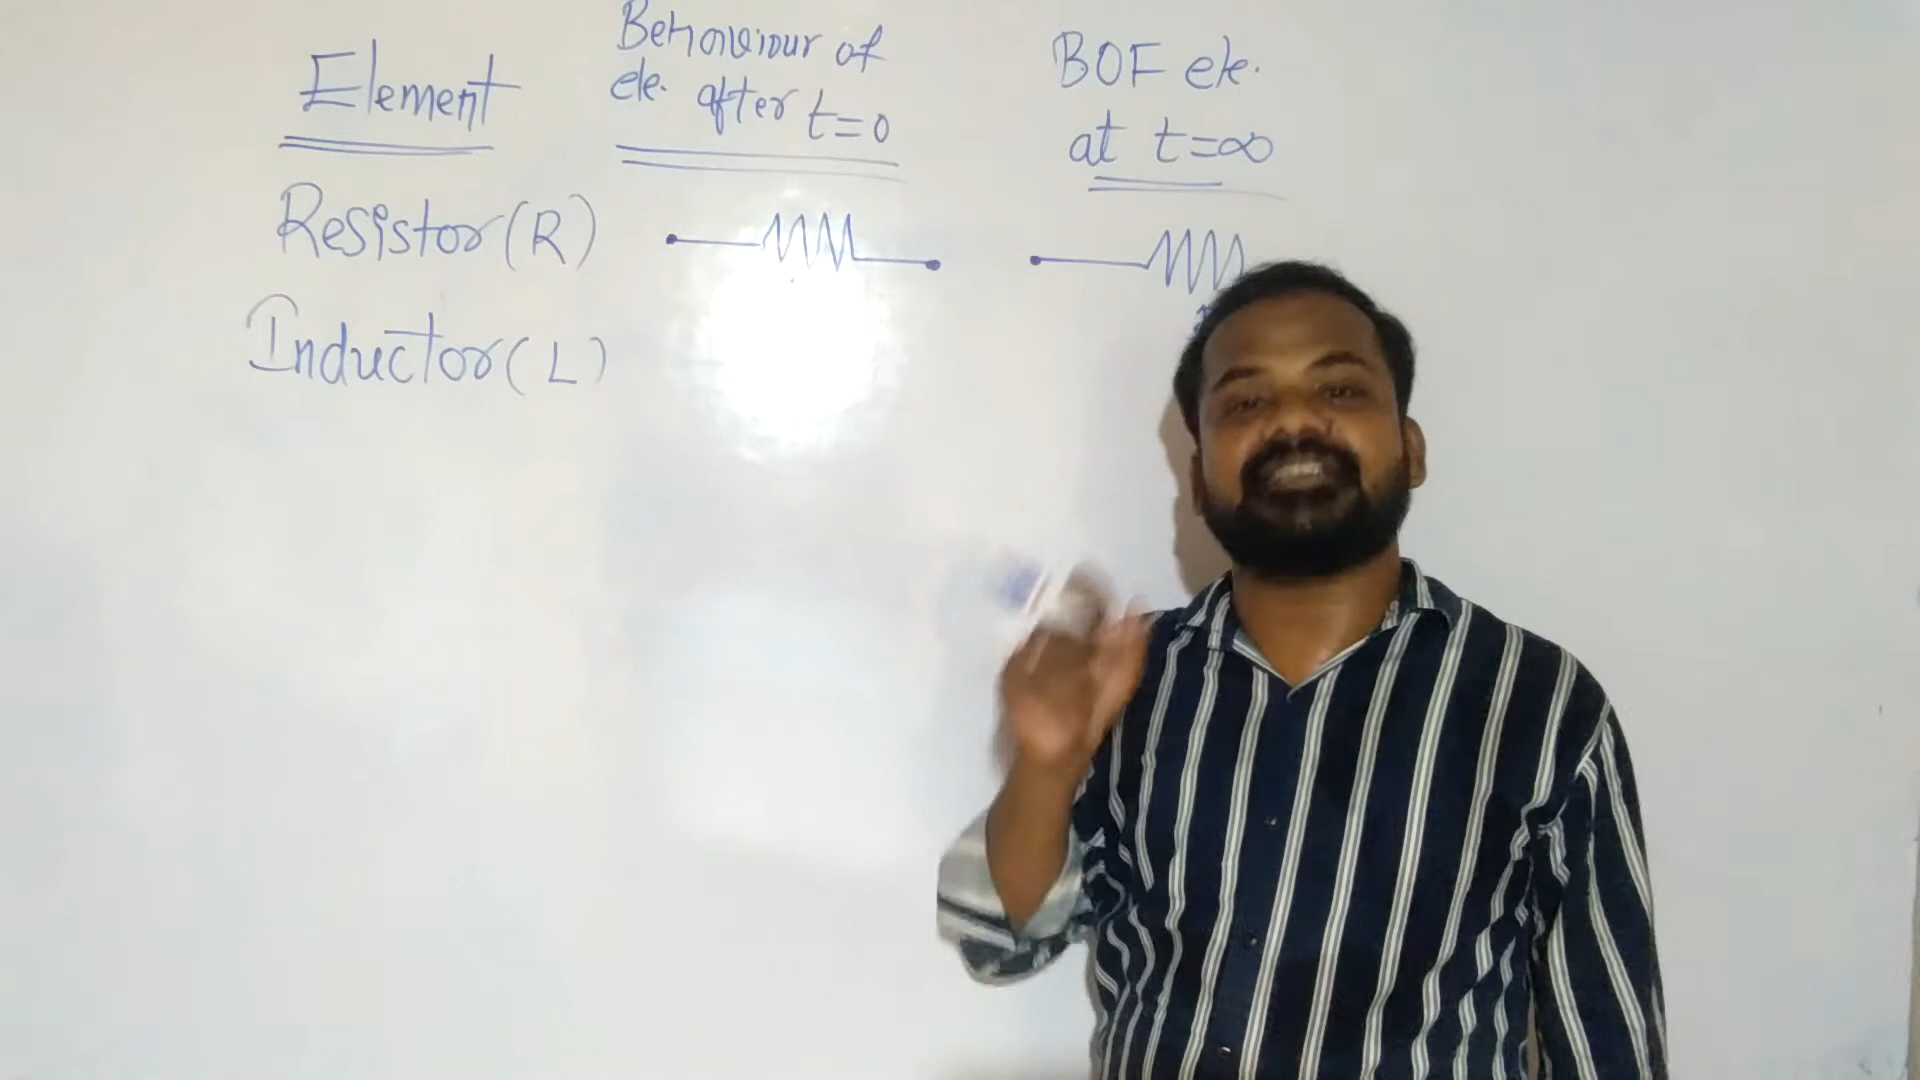 Element
Behaviour of
ele. after t=0
BOF ele.
at t=∞
Resistor (R)
Inductor (L)